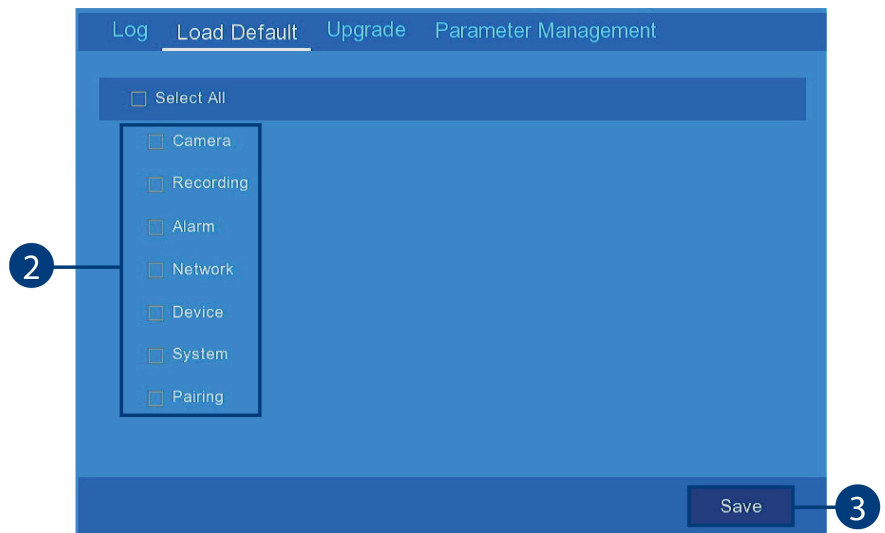 Log Load Default Upgrade Parameter Management
Select All
Camera
Recording
Alarm
2 Network
Device
System
Pairing
Save 3